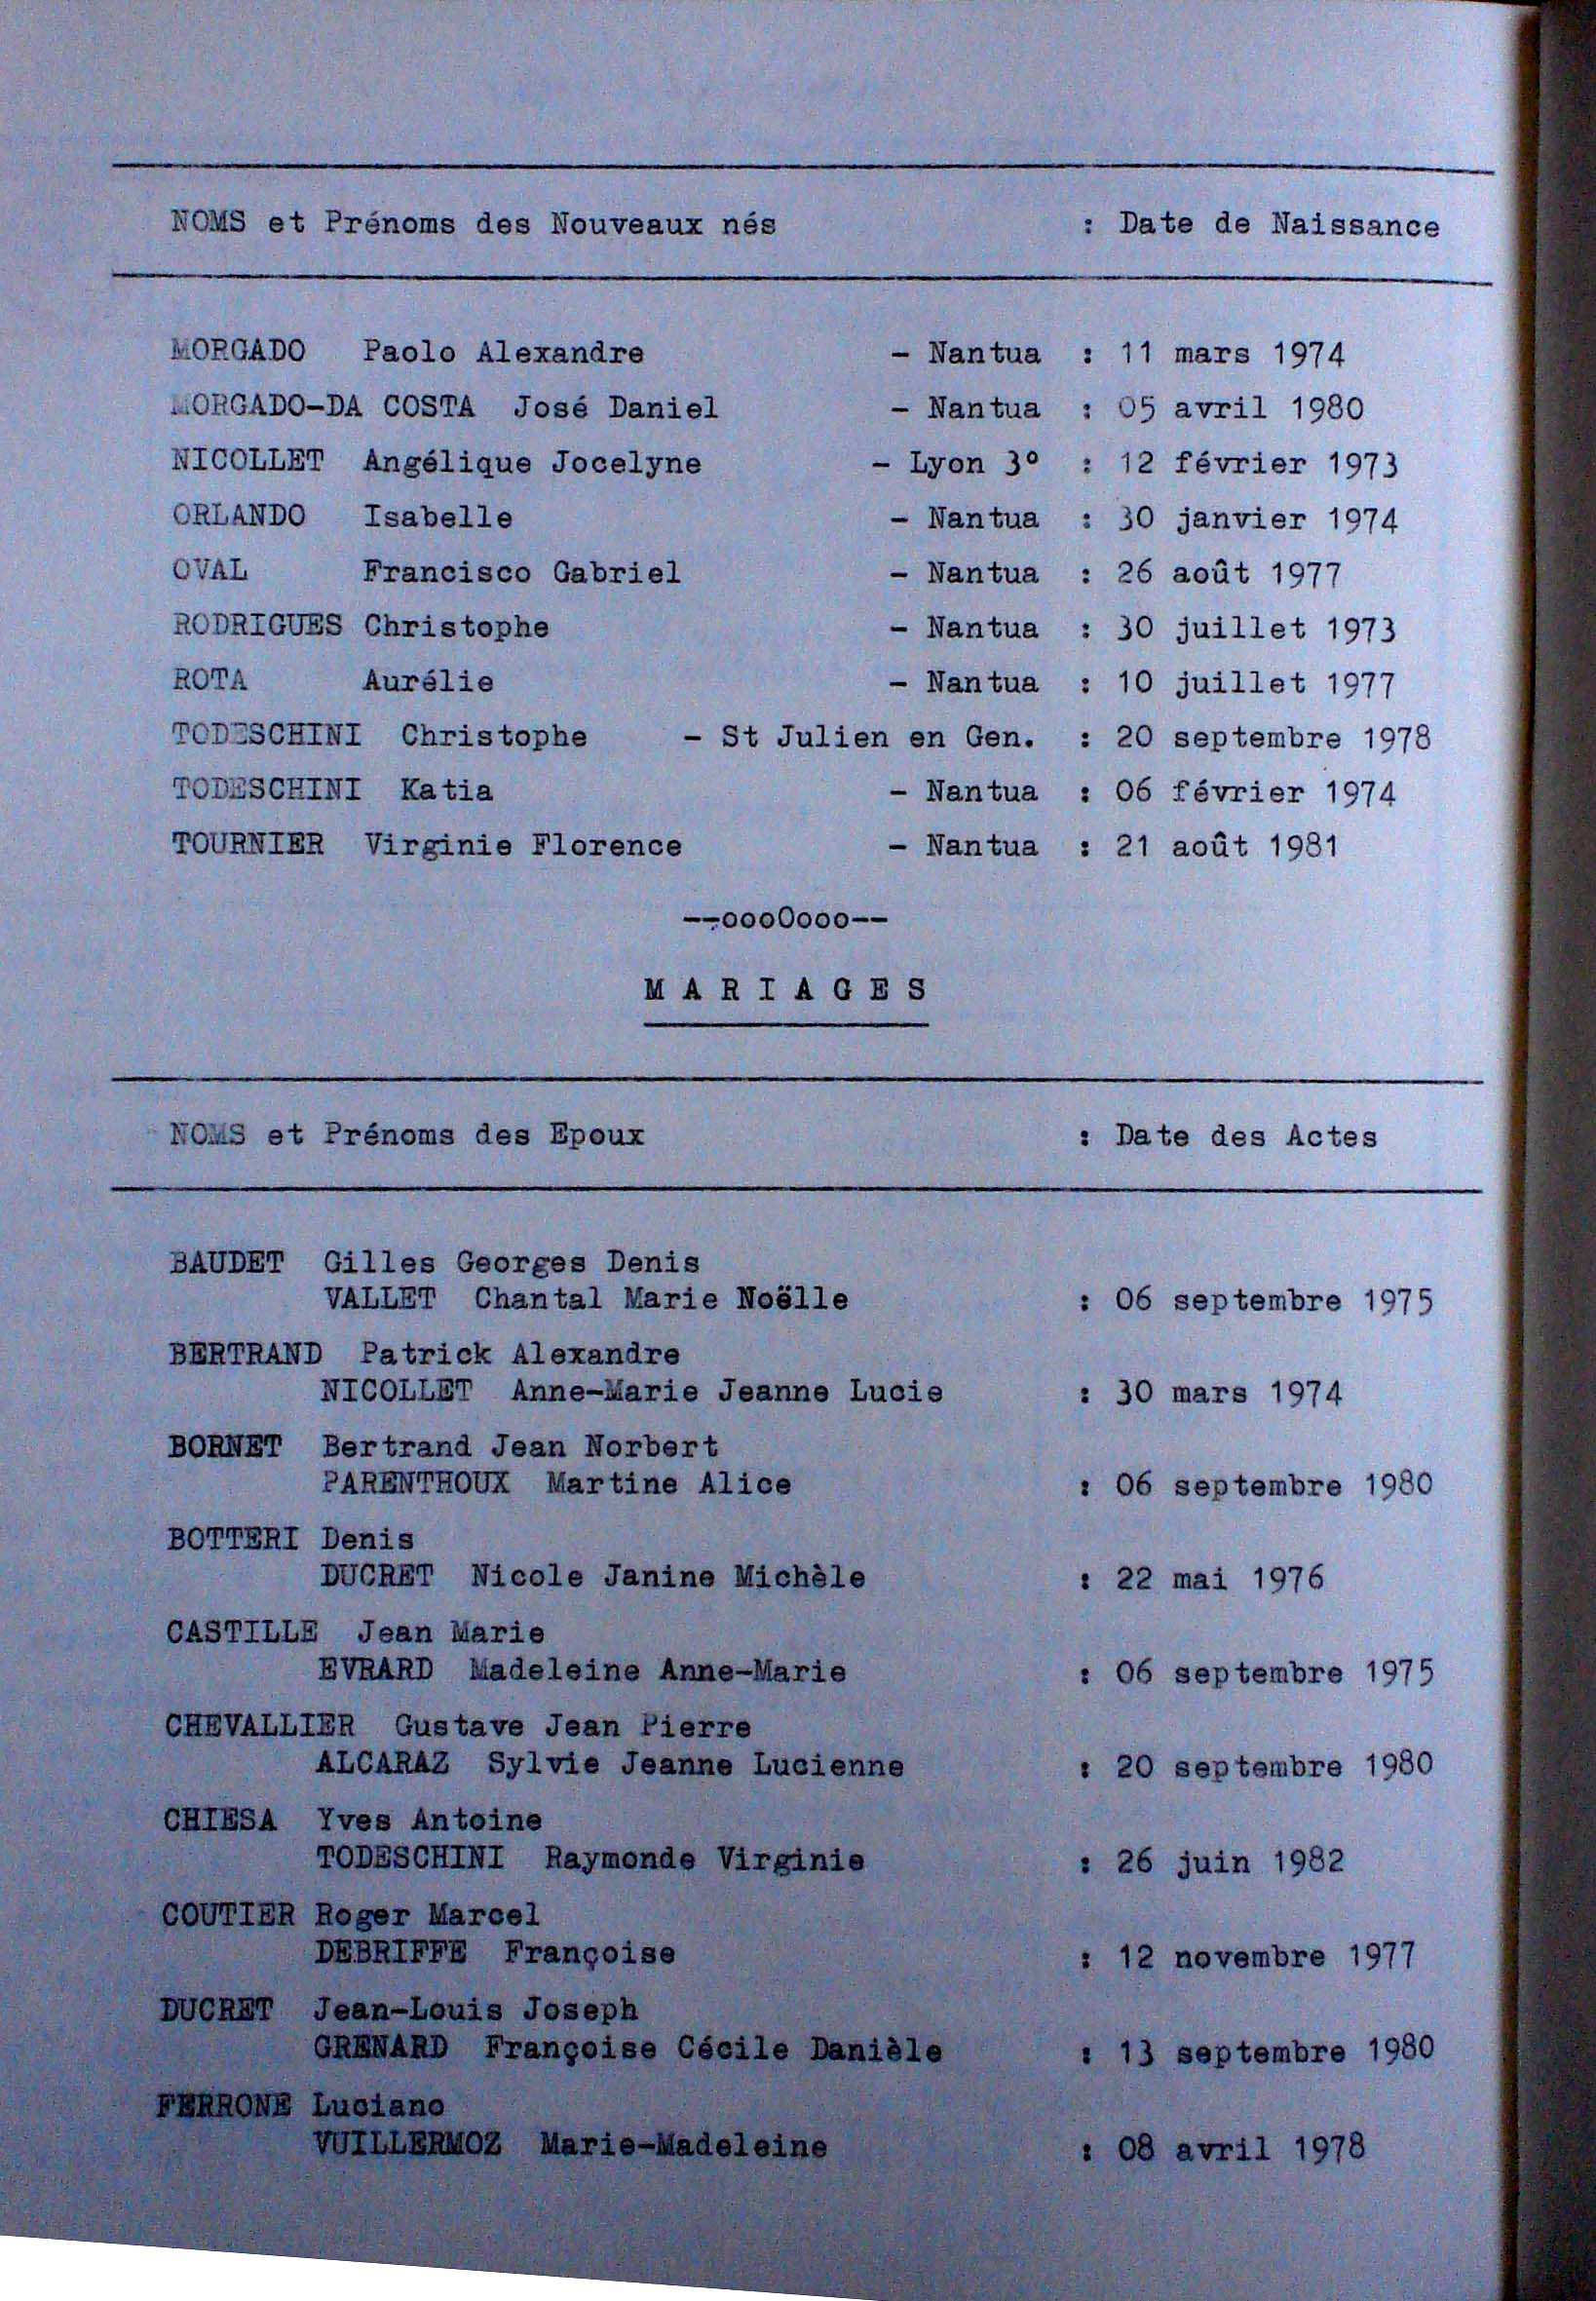 NOMS et Prénoms des Nouveaux nés : Date de Naissance
MORGADO Paolo Alexandre - Nantua : 11 mars 1974
MORGADO-DA COSTA José Daniel - Nantua : 05 avril 1980
NICOLLET Angélique Jocelyne - Lyon 3° : 12 février 1973
ORLANDO Isabelle - Nantua : 30 janvier 1974
OVAL Francisco Gabriel - Nantua : 26 août 1977
RODRIGUES Christophe - Nantua : 30 juillet 1973
ROTA Aurélie - Nantua : 10 juillet 1977
TODESCHINI Christophe - St Julien en Gen. : 20 septembre 1978
TODESCHINI Katia - Nantua : 06 février 1974
TOURNIER Virginie Florence - Nantua : 21 août 1981
--oooOooo--
M A R I A G E S
NOMS et Prénoms des Epoux : Date des Actes
BAUDET Gilles Georges Denis
VALLET Chantal Marie Noëlle : 06 septembre 1975
BERTRAND Patrick Alexandre
NICOLLET Anne-Marie Jeanne Lucie : 30 mars 1974
BORNET Bertrand Jean Norbert
PARENTHOUX Martine Alice : 06 septembre 1980
BOTTERI Denis
DUCRET Nicole Janine Michèle : 22 mai 1976
CASTILLE Jean Marie
EVRARD Madeleine Anne-Marie : 06 septembre 1975
CHEVALLIER Gustave Jean Pierre
ALCARAZ Sylvie Jeanne Lucienne : 20 septembre 1980
CHIESA Yves Antoine
TODESCHINI Raymonde Virginie : 26 juin 1982
COUTIER Roger Marcel
DEBRIFFE Françoise : 12 novembre 1977
DUCRET Jean-Louis Joseph
GRENARD Françoise Cécile Danièle : 13 septembre 1980
FERRONE Luciano
VUILLERMOZ Marie-Madeleine : 08 avril 1978